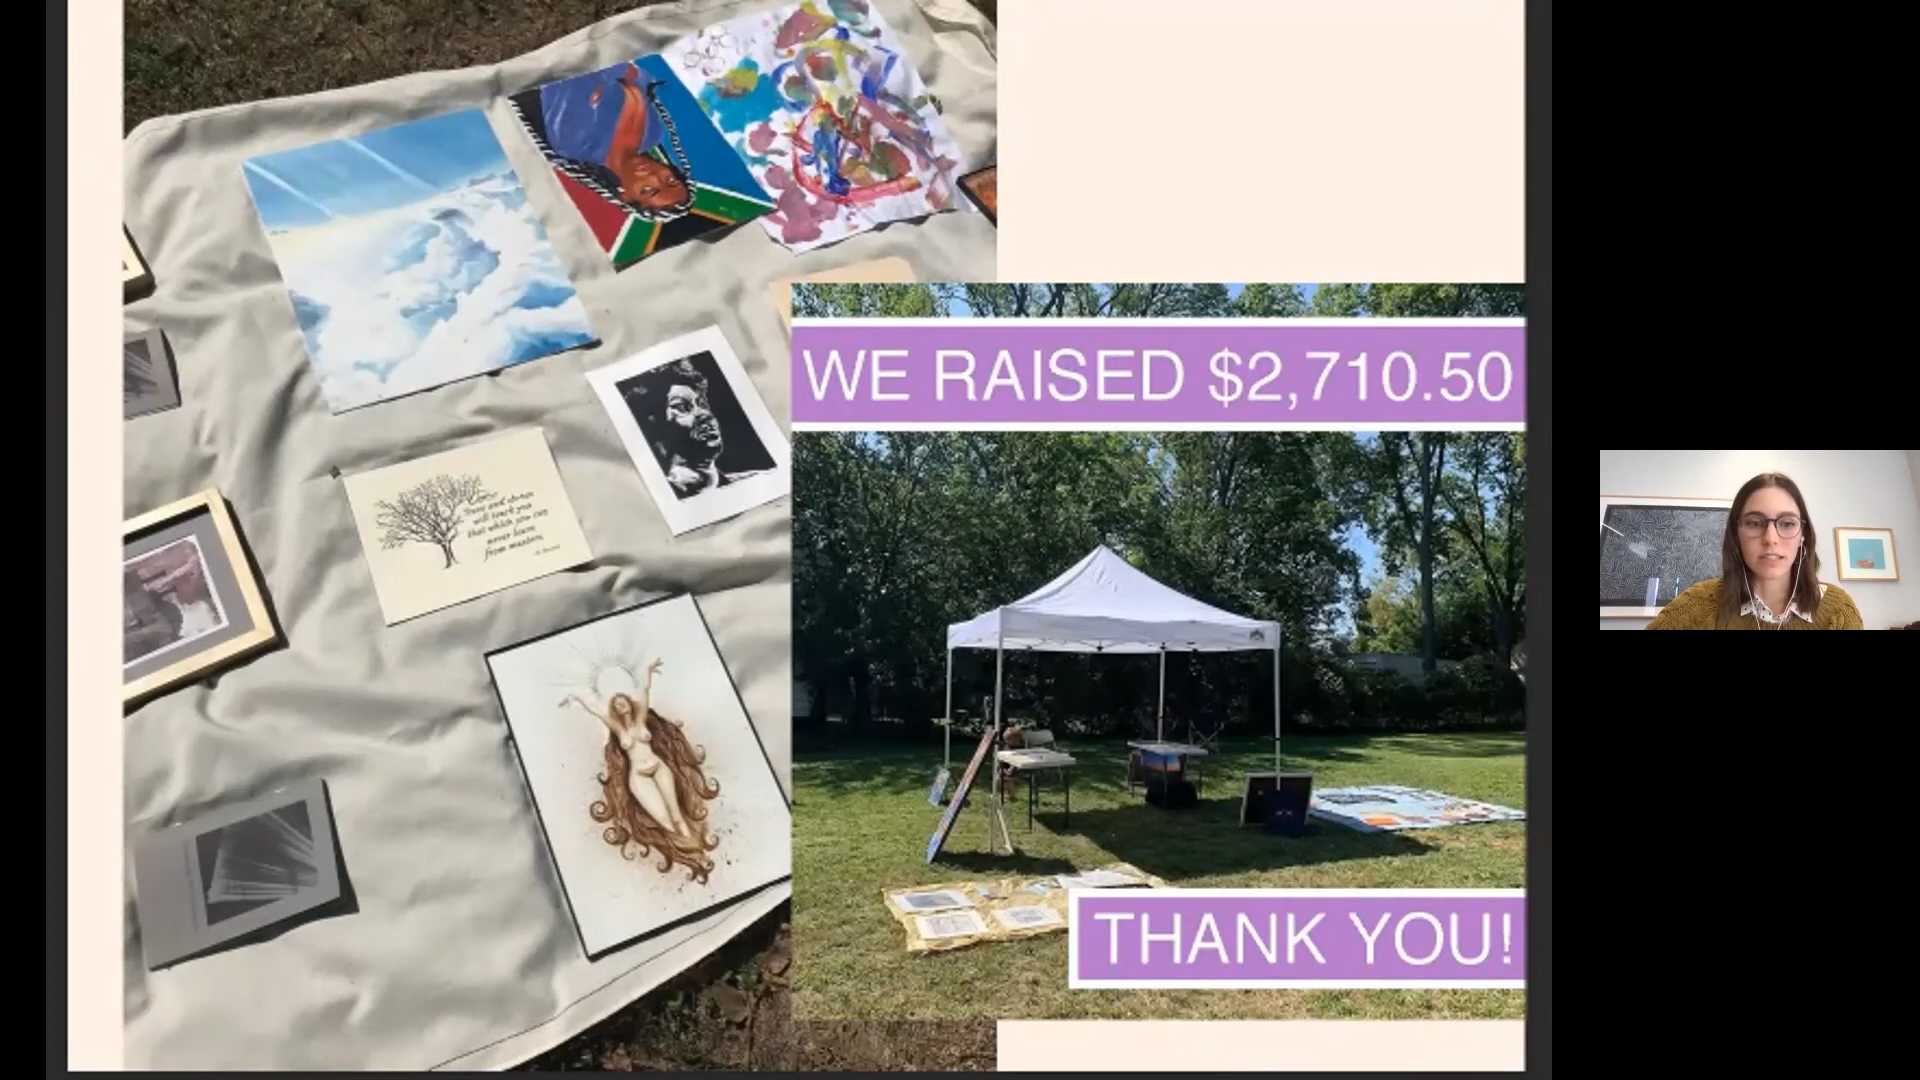 WE RAISED $2,710.50
Trees and stones
will teach you
that which you can
never learn
from masters
THANK YOU!